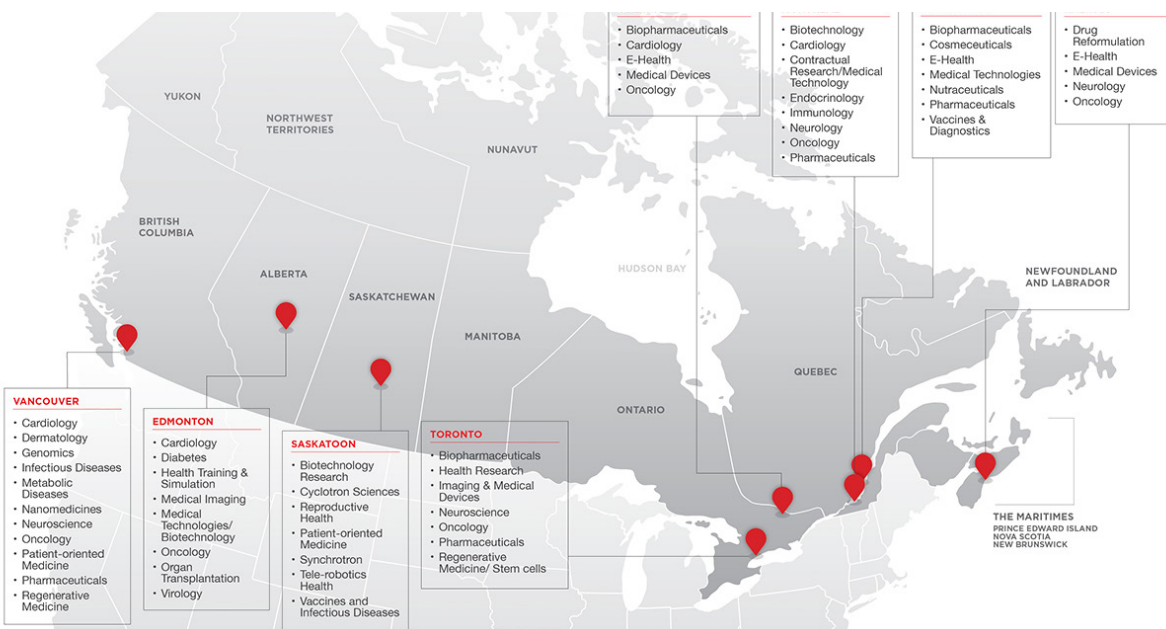 • Biopharmaceuticals
• Cardiology
• E-Health
• Medical Devices
• Oncology
• Biotechnology
• Cardiology
• Contractual
Research/Medical
Technology
• Endocrinology
• Immunology
• Neurology
• Oncology
• Pharmaceuticals
• Biopharmaceuticals
• Cosmeceuticals
• E-Health
• Medical Technologies
• Nutraceuticals
• Pharmaceuticals
• Vaccines &
Diagnostics
• Drug
Reformulation
• E-Health
• Medical Devices
• Neurology
• Oncology
YUKON
NORTHWEST
TERRITORIES
NUNAVUT
BRITISH
COLUMBIA
ALBERTA
SASKATCHEWAN
MANITOBA
HUDSON BAY
ONTARIO
QUEBEC
NEWFOUNDLAND
AND LABRADOR
VANCOUVER
• Cardiology
• Dermatology
• Genomics
• Infectious Diseases
• Metabolic
Diseases
• Nanomedicines
• Neuroscience
• Oncology
• Patient-oriented
Medicine
• Pharmaceuticals
• Regenerative
Medicine
EDMONTON
• Cardiology
• Diabetes
• Health Training &
Simulation
• Medical Imaging
• Medical
Technologies/
Biotechnology
• Oncology
• Organ
Transplantation
• Virology
SASKATOON
• Biotechnology
Research
• Cyclotron Sciences
• Reproductive
Health
• Patient-oriented
Medicine
• Synchrotron
• Tele-robotics
Health
• Vaccines and
Infectious Diseases
TORONTO
• Biopharmaceuticals
• Health Research
• Imaging & Medical
Devices
• Neuroscience
• Oncology
• Pharmaceuticals
• Regenerative
Medicine/ Stem cells
THE MARITIMES
PRINCE EDWARD ISLAND
NOVA SCOTIA
NEW BRUNSWICK